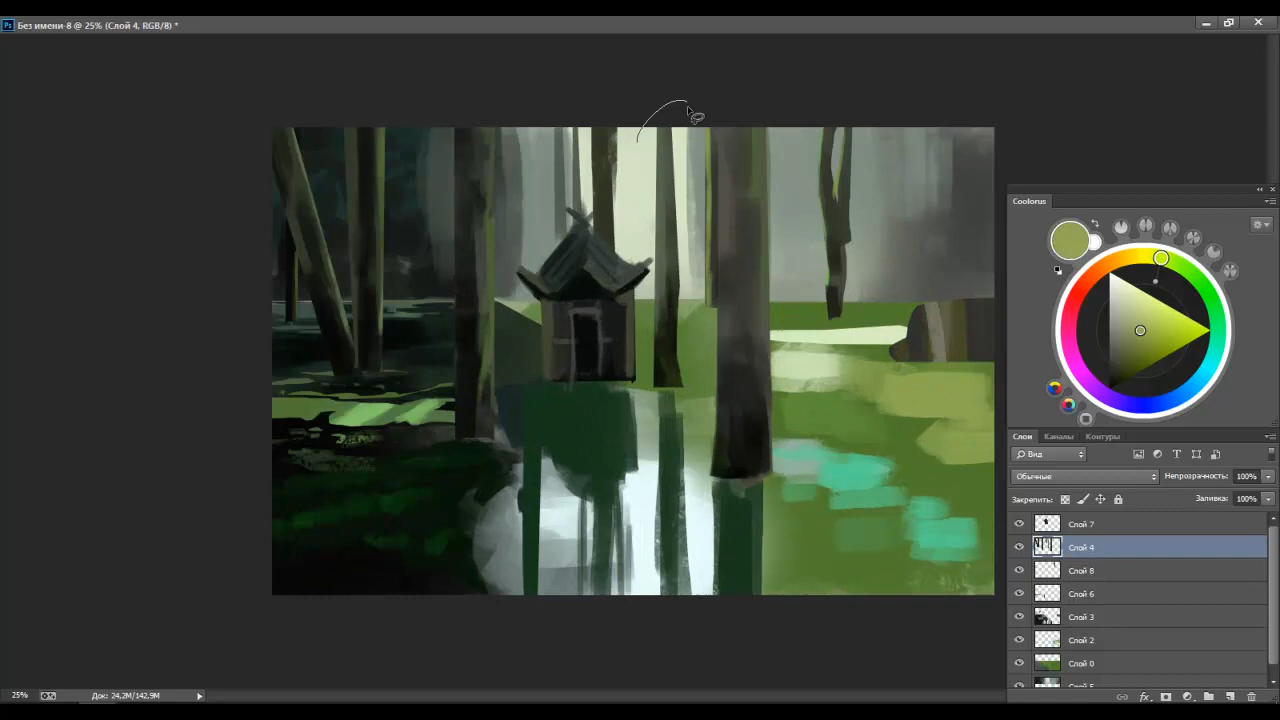 Ps Без имени-8 @ 25% (Слой 4, RGB/8) *
Coolorus
Слои Каналы Контуры
Вид
Обычные Непрозрачность: 100%
Закрепить: Заливка: 100%
Слой 7
Слой 4
Слой 8
Слой 6
Слой 3
Слой 2
Слой 0
25% Док: 24,2M/142,9M
fx